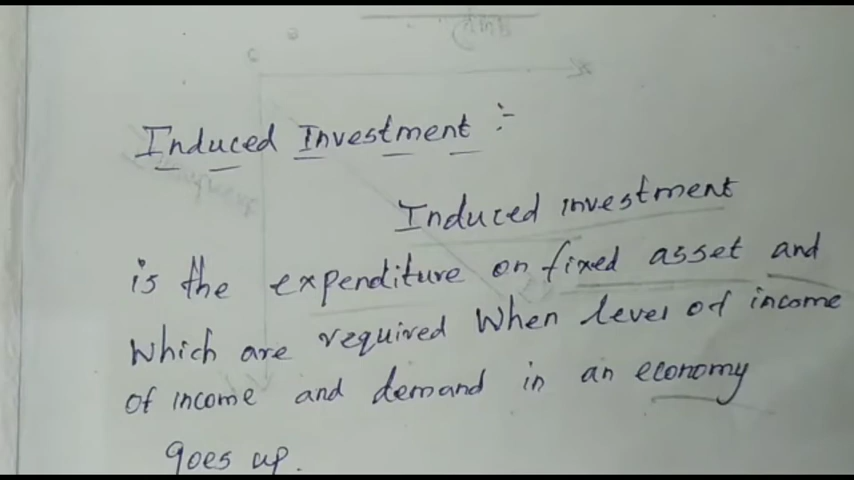 Induced Investment :-
Induced investment
is the expenditure on fixed asset and
Which are required When level of income
of income and demand in an economy
goes up.